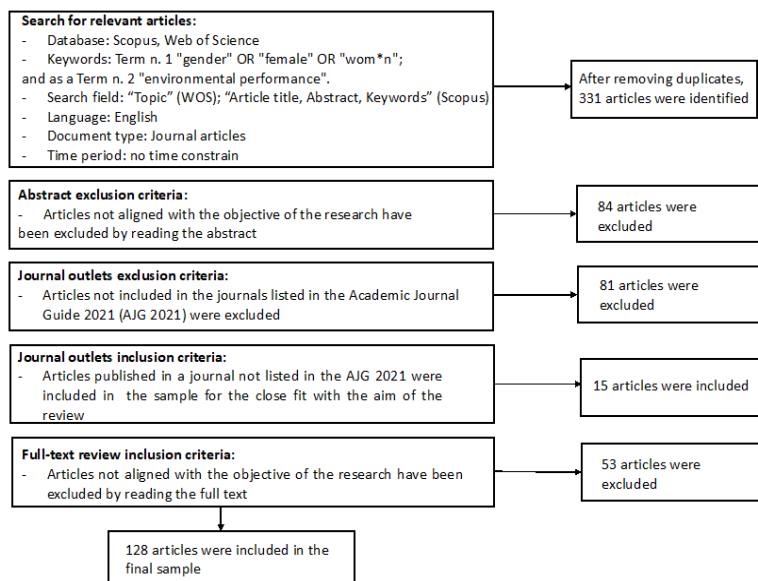 Search for relevant articles:
- Database: Scopus, Web of Science
- Keywords: Term n. 1 "gender" OR "female" OR "wom*n";
and as a Term n. 2 "environmental performance".
- Search field: “Topic” (WOS); “Article title, Abstract, Keywords” (Scopus)
- Language: English
- Document type: Journal articles
- Time period: no time constrain
After removing duplicates,
331 articles were identified
Abstract exclusion criteria:
- Articles not aligned with the objective of the research have
been excluded by reading the abstract
84 articles were
excluded
Journal outlets exclusion criteria:
- Articles not included in the journals listed in the Academic Journal
Guide 2021 (AJG 2021) were excluded
81 articles were
excluded
Journal outlets inclusion criteria:
- Articles published in a journal not listed in the AJG 2021 were
included in the sample for the close fit with the aim of the
review
15 articles were included
Full-text review inclusion criteria:
- Articles not aligned with the objective of the research have been
excluded by reading the full text
53 articles were
excluded
128 articles were included in the
final sample